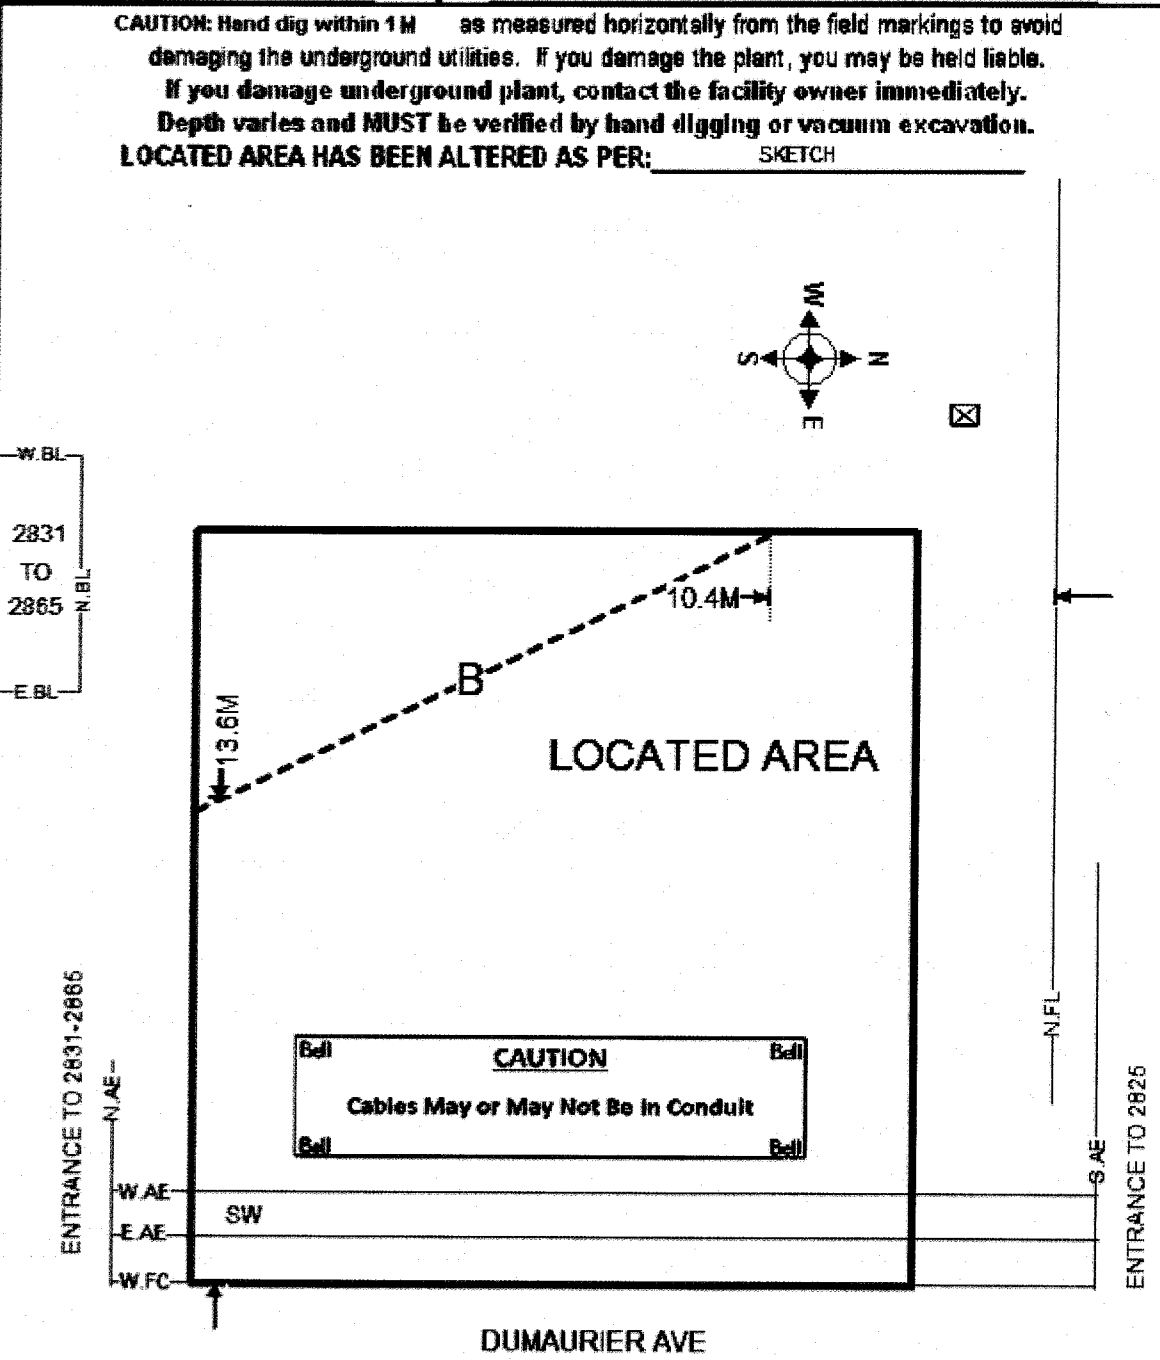 CAUTION: Hand dig within 1 M as measured horizontally from the field markings to avoid
damaging the underground utilities. If you damage the plant, you may be held liable.
If you damage underground plant, contact the facility owner immediately.
Depth varies and MUST be verified by hand digging or vacuum excavation.
LOCATED AREA HAS BEEN ALTERED AS PER: SKETCH
W
S
N
E
W.BL
2831
TO
2865
N.BL
E.BL
10.4M
B
13.6M
LOCATED AREA
N.FL
Bell
CAUTION
Bell
Cables May or May Not Be in Conduit
Bell
Bell
ENTRANCE TO 2831-2865
N.AE
W.AE
SW
E.AE
W.FC
S.AE
ENTRANCE TO 2825
DUMAURIER AVE